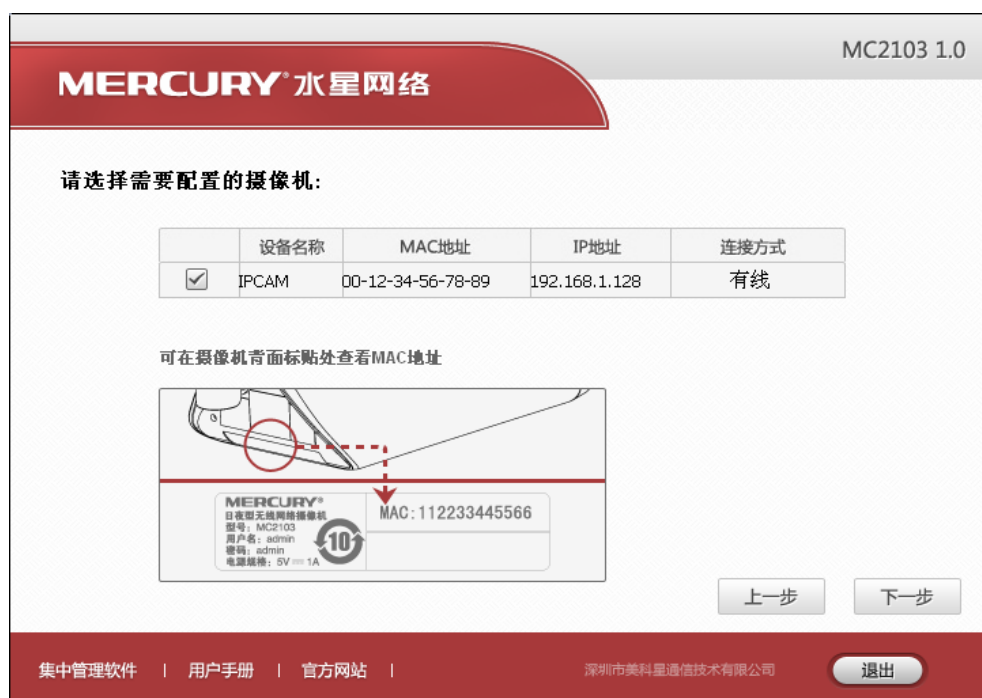 MC2103 1.0
MERCURY®水星网络
请选择需要配置的摄像机:
设备名称 MAC地址 IP地址 连接方式
IPCAM 00-12-34-56-78-89 192.168.1.128 有线
可在摄像机背面标贴处查看MAC地址
MERCURY®
日夜型无线网络摄像机
型号: MC2103
用户名: admin
密码: admin
电源规格: 5V ⎓ 1A
10
MAC:112233445566
上一步 下一步
集中管理软件 | 用户手册 | 官方网站 | 深圳市美科星通信技术有限公司 退出